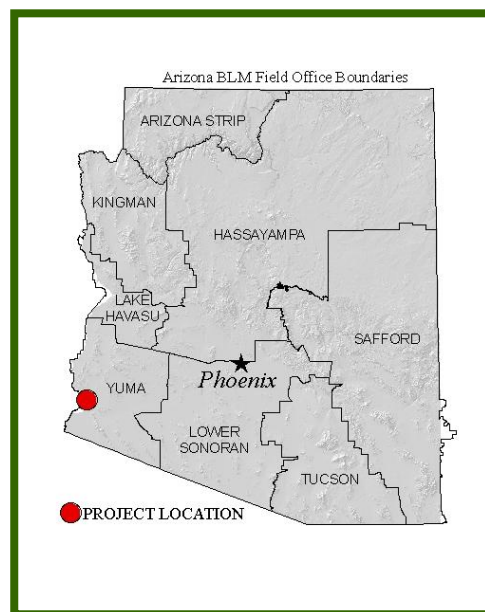 Arizona BLM Field Office Boundaries
ARIZONA STRIP
KINGMAN
HASSAYAMPA
LAKE
HAVASU
SAFFORD
YUMA
Phoenix
LOWER
SONORAN
TUCSON
PROJECT LOCATION